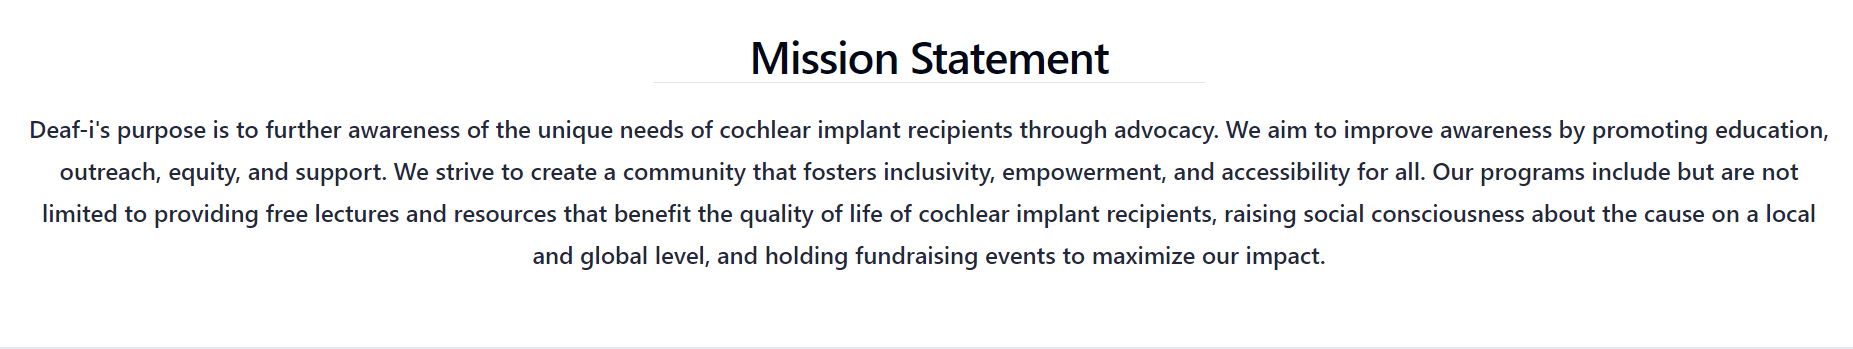 Mission Statement
Deaf-i's purpose is to further awareness of the unique needs of cochlear implant recipients through advocacy. We aim to improve awareness by promoting education,
outreach, equity, and support. We strive to create a community that fosters inclusivity, empowerment, and accessibility for all. Our programs include but are not
limited to providing free lectures and resources that benefit the quality of life of cochlear implant recipients, raising social consciousness about the cause on a local
and global level, and holding fundraising events to maximize our impact.